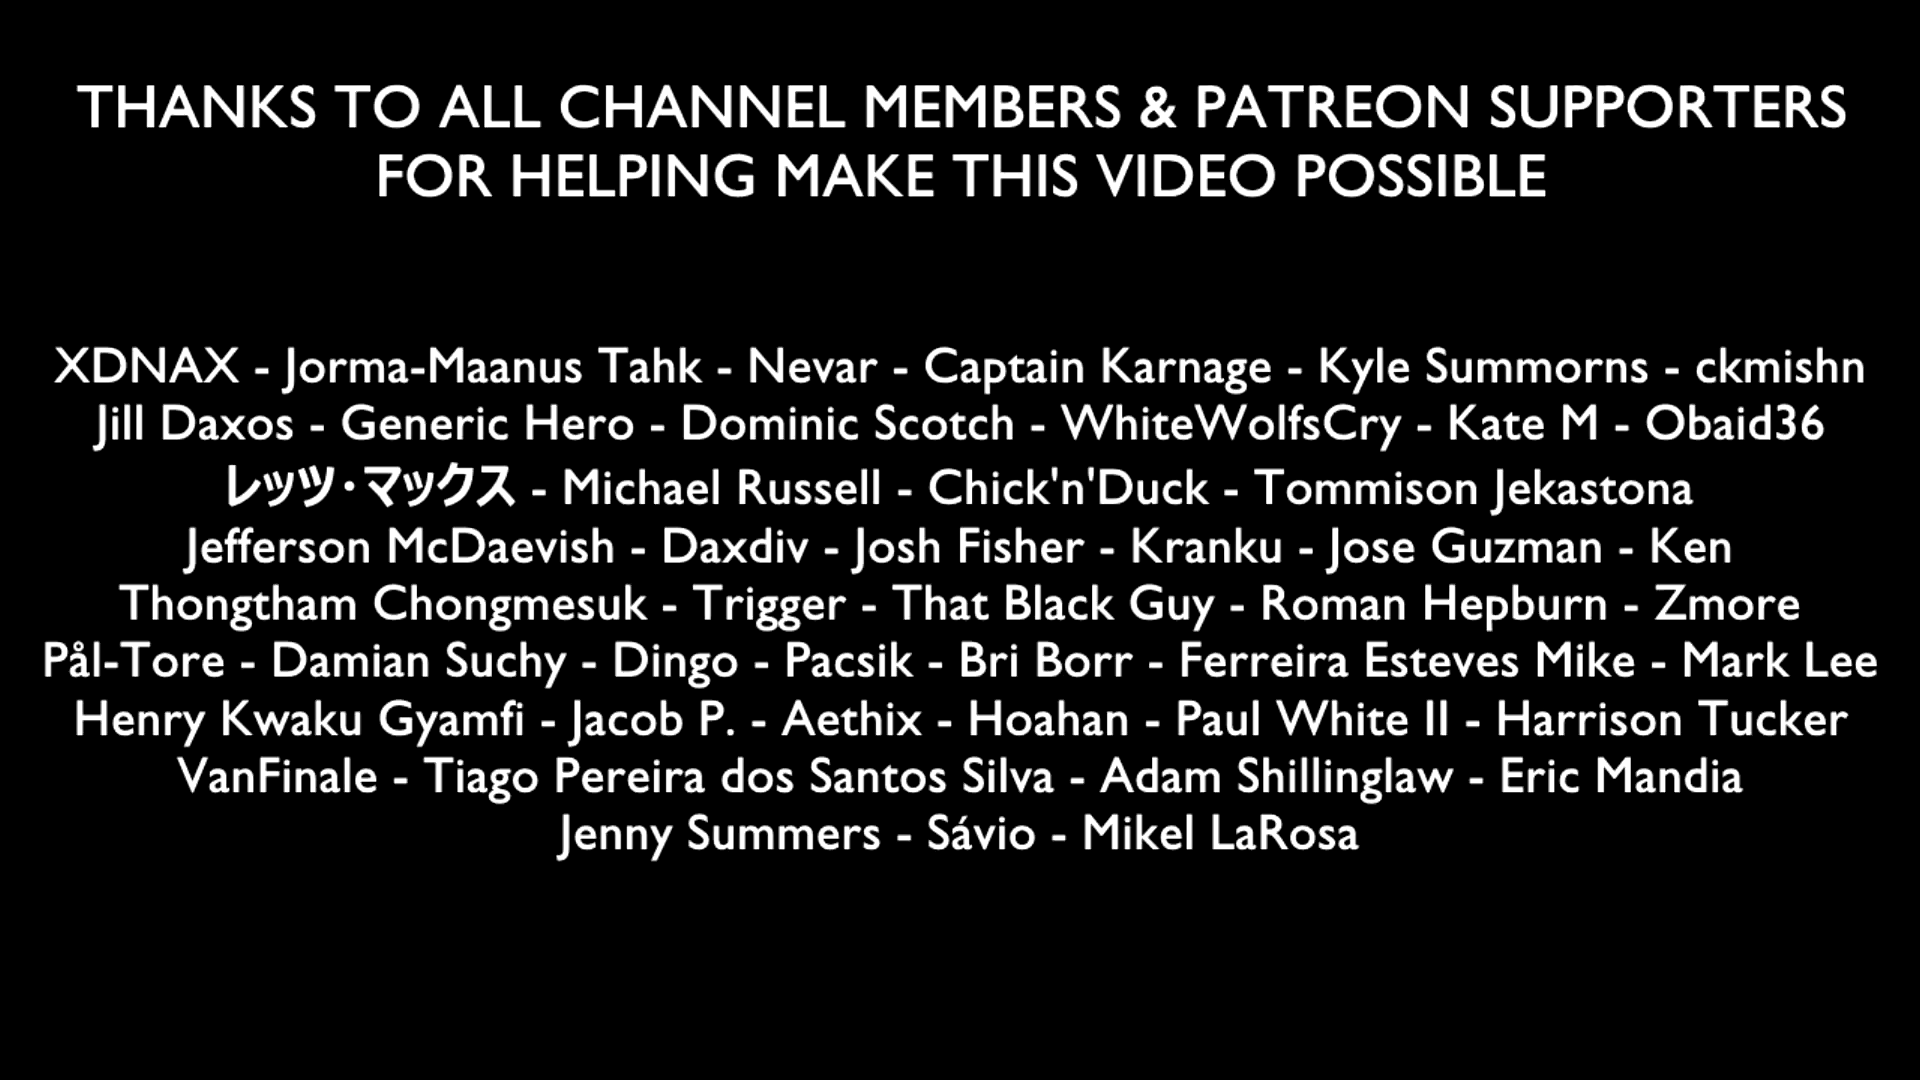 THANKS TO ALL CHANNEL MEMBERS & PATREON SUPPORTERS
FOR HELPING MAKE THIS VIDEO POSSIBLE
XDNAX - Jorma-Maanus Tahk - Nevar - Captain Karnage - Kyle Summorns - ckmishn
Jill Daxos - Generic Hero - Dominic Scotch - WhiteWolfsCry - Kate M - Obaid36
レッツ・マックス - Michael Russell - Chick'n'Duck - Tommison Jekastona
Jefferson McDaevish - Daxdiv - Josh Fisher - Kranku - Jose Guzman - Ken
Thongtham Chongmesuk - Trigger - That Black Guy - Roman Hepburn - Zmore
Pål-Tore - Damian Suchy - Dingo - Pacsik - Bri Borr - Ferreira Esteves Mike - Mark Lee
Henry Kwaku Gyamfi - Jacob P. - Aethix - Hoahan - Paul White II - Harrison Tucker
VanFinale - Tiago Pereira dos Santos Silva - Adam Shillinglaw - Eric Mandia
Jenny Summers - Sávio - Mikel LaRosa